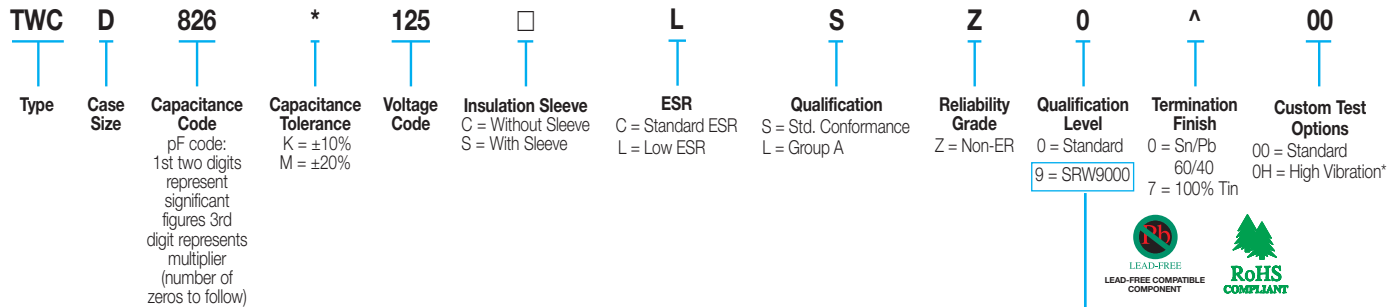 TWC D 826 * 125 □ L S Z 0 ^ 00
Type
Case
Size
Capacitance
Code
pF code:
1st two digits
represent
significant
figures 3rd
digit represents
multiplier
(number of
zeros to follow)
Capacitance
Tolerance
K = ±10%
M = ±20%
Voltage
Code
Insulation Sleeve
C = Without Sleeve
S = With Sleeve
ESR
C = Standard ESR
L = Low ESR
Qualification
S = Std. Conformance
L = Group A
Reliability
Grade
Z = Non-ER
Qualification
Level
0 = Standard
9 = SRW9000
Termination
Finish
0 = Sn/Pb
60/40
7 = 100% Tin
Custom Test
Options
00 = Standard
0H = High Vibration*
Pb
LEAD-FREE
LEAD-FREE COMPATIBLE
COMPONENT
RoHS
COMPLIANT